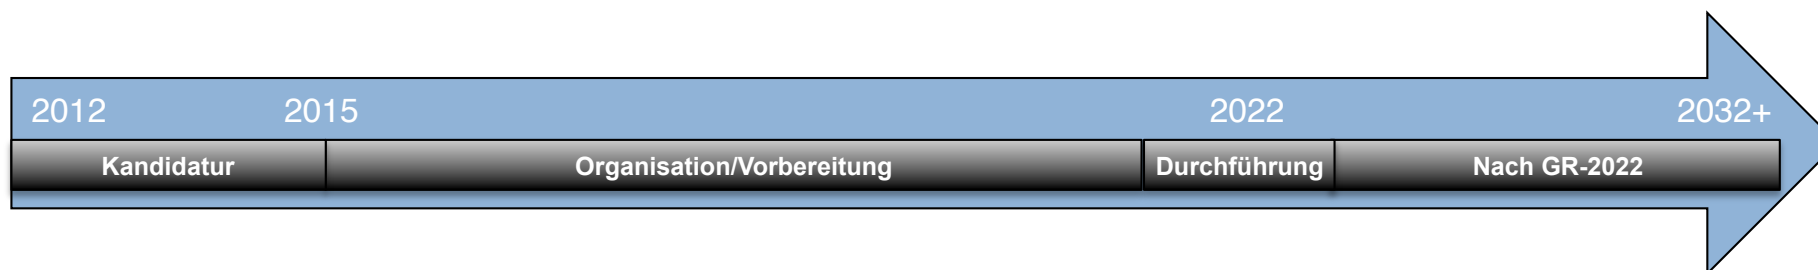 2012 2015 2022 2032+
Kandidatur Organisation/Vorbereitung Durchführung Nach GR-2022